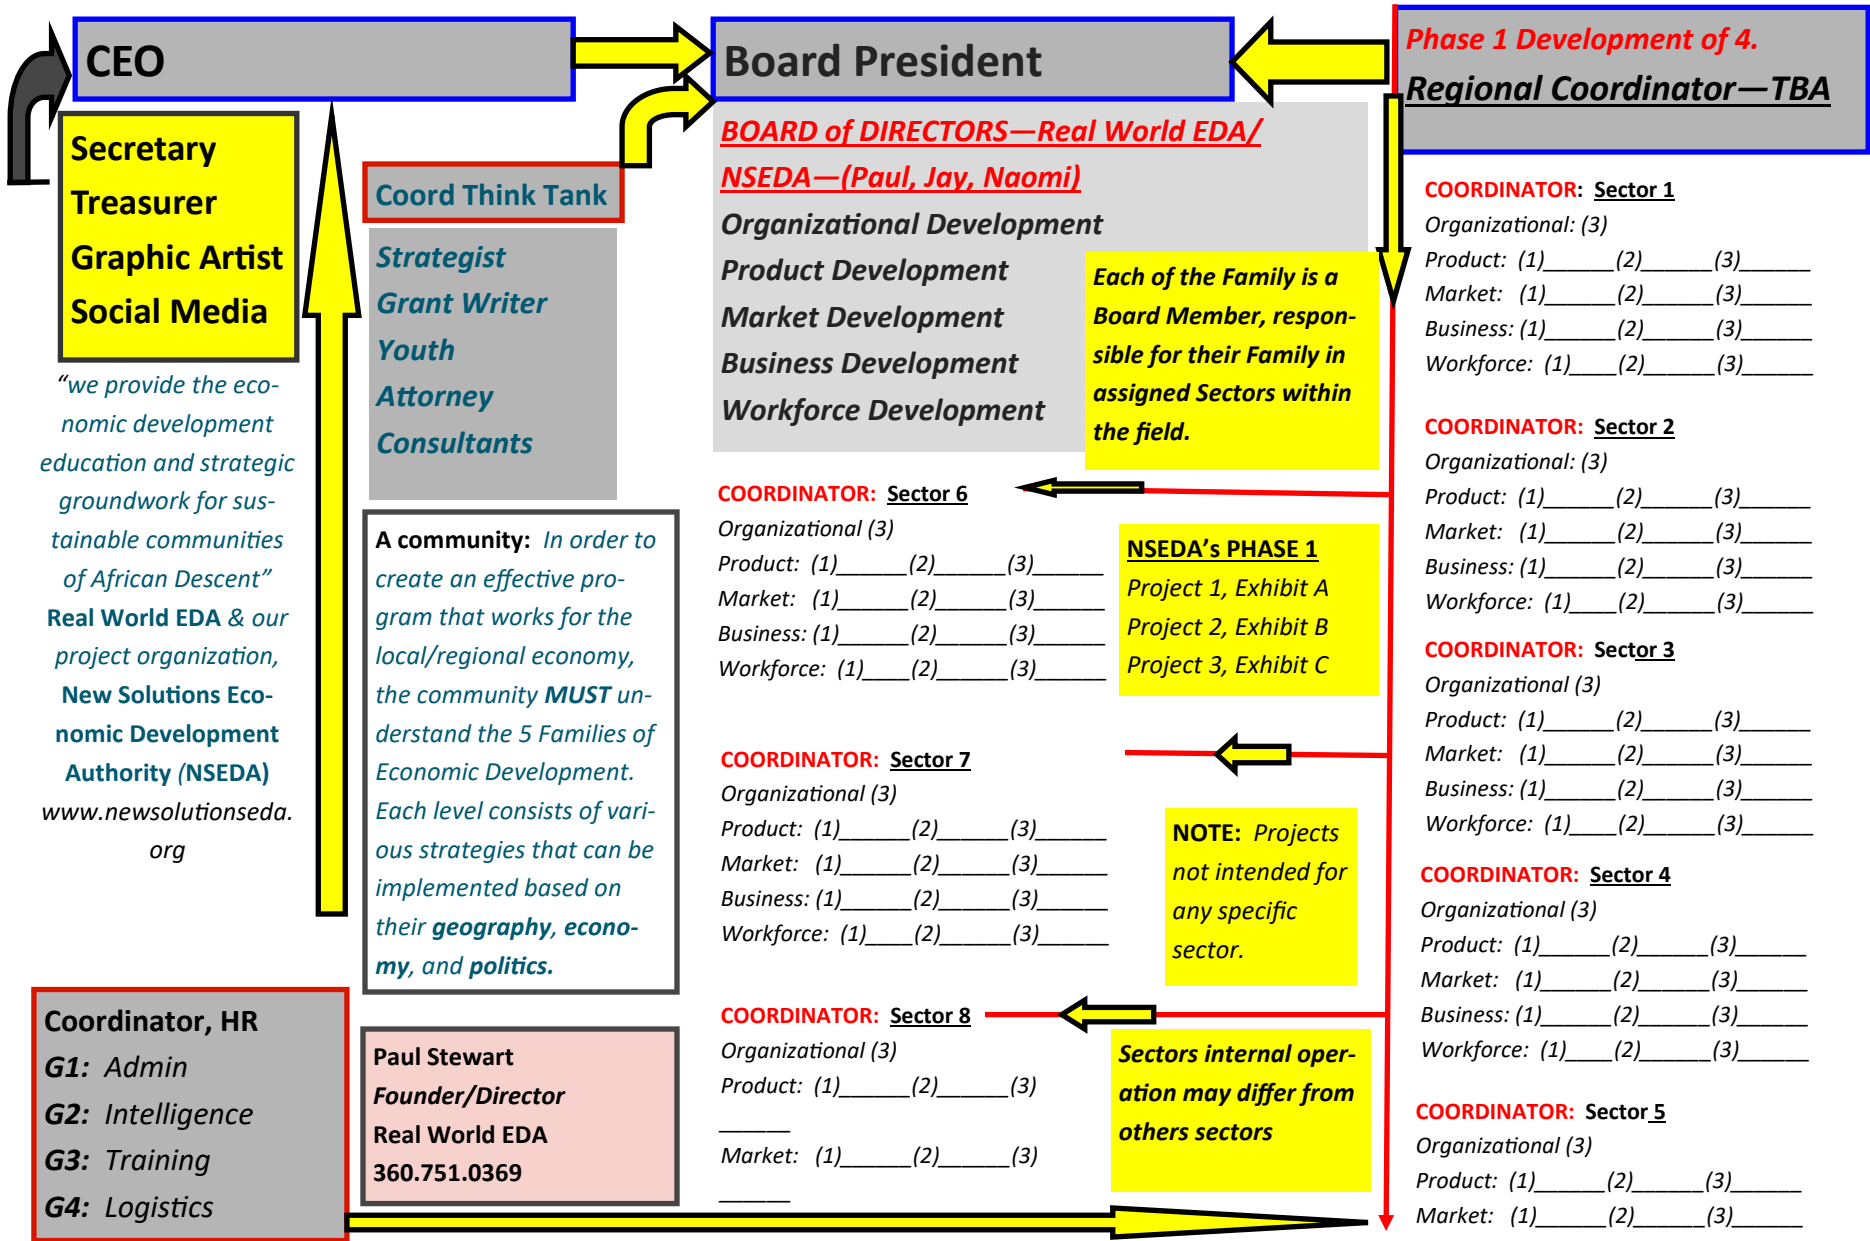 CEO
Secretary
Treasurer
Graphic Artist
Social Media
“we provide the eco-
nomic development
education and strategic
groundwork for sus-
tainable communities
of African Descent”
Real World EDA & our
project organization,
New Solutions Eco-
nomic Development
Authority (NSEDA)
www.newsolutionseda.
org
Coordinator, HR
G1: Admin
G2: Intelligence
G3: Training
G4: Logistics
Coord Think Tank
Strategist
Grant Writer
Youth
Attorney
Consultants
A community: In order to
create an effective pro-
gram that works for the
local/regional economy,
the community MUST un-
derstand the 5 Families of
Economic Development.
Each level consists of vari-
ous strategies that can be
implemented based on
their geography, econo-
my, and politics.
Paul Stewart
Founder/Director
Real World EDA
360.751.0369
Board President
BOARD of DIRECTORS—Real World EDA/
NSEDA—(Paul, Jay, Naomi)
Organizational Development
Product Development
Market Development
Business Development
Workforce Development
Each of the Family is a
Board Member, respon-
sible for their Family in
assigned Sectors within
the field.
COORDINATOR: Sector 6
Organizational (3)
Product: (1)______(2)______(3)______
Market: (1)______(2)______(3)______
Business: (1)______(2)______(3)______
Workforce: (1)____(2)______(3)______
NSEDA’s PHASE 1
Project 1, Exhibit A
Project 2, Exhibit B
Project 3, Exhibit C
COORDINATOR: Sector 7
Organizational (3)
Product: (1)______(2)______(3)______
Market: (1)______(2)______(3)______
Business: (1)______(2)______(3)______
Workforce: (1)____(2)______(3)______
NOTE: Projects
not intended for
any specific
sector.
COORDINATOR: Sector 8
Organizational (3)
Product: (1)______(2)______(3)
______
Market: (1)______(2)______(3)
______
Sectors internal oper-
ation may differ from
others sectors
Phase 1 Development of 4.
Regional Coordinator—TBA
COORDINATOR: Sector 1
Organizational: (3)
Product: (1)______(2)______(3)______
Market: (1)______(2)______(3)______
Business: (1)______(2)______(3)______
Workforce: (1)____(2)______(3)______
COORDINATOR: Sector 2
Organizational: (3)
Product: (1)______(2)______(3)______
Market: (1)______(2)______(3)______
Business: (1)______(2)______(3)______
Workforce: (1)____(2)______(3)______
COORDINATOR: Sector 3
Organizational (3)
Product: (1)______(2)______(3)______
Market: (1)______(2)______(3)______
Business: (1)______(2)______(3)______
Workforce: (1)____(2)______(3)______
COORDINATOR: Sector 4
Organizational (3)
Product: (1)______(2)______(3)______
Market: (1)______(2)______(3)______
Business: (1)______(2)______(3)______
Workforce: (1)____(2)______(3)______
COORDINATOR: Sector 5
Organizational (3)
Product: (1)______(2)______(3)______
Market: (1)______(2)______(3)______